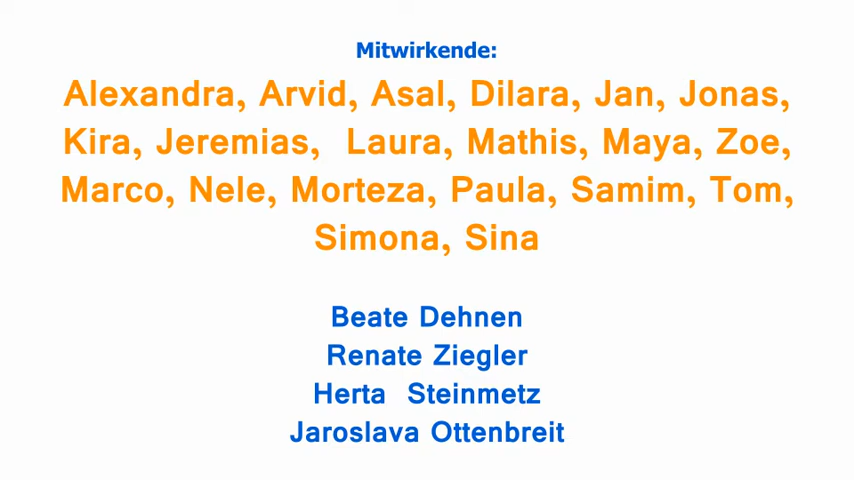 Mitwirkende:
Alexandra, Arvid, Asal, Dilara, Jan, Jonas,
Kira, Jeremias, Laura, Mathis, Maya, Zoe,
Marco, Nele, Morteza, Paula, Samim, Tom,
Simona, Sina
Beate Dehnen
Renate Ziegler
Herta Steinmetz
Jaroslava Ottenbreit